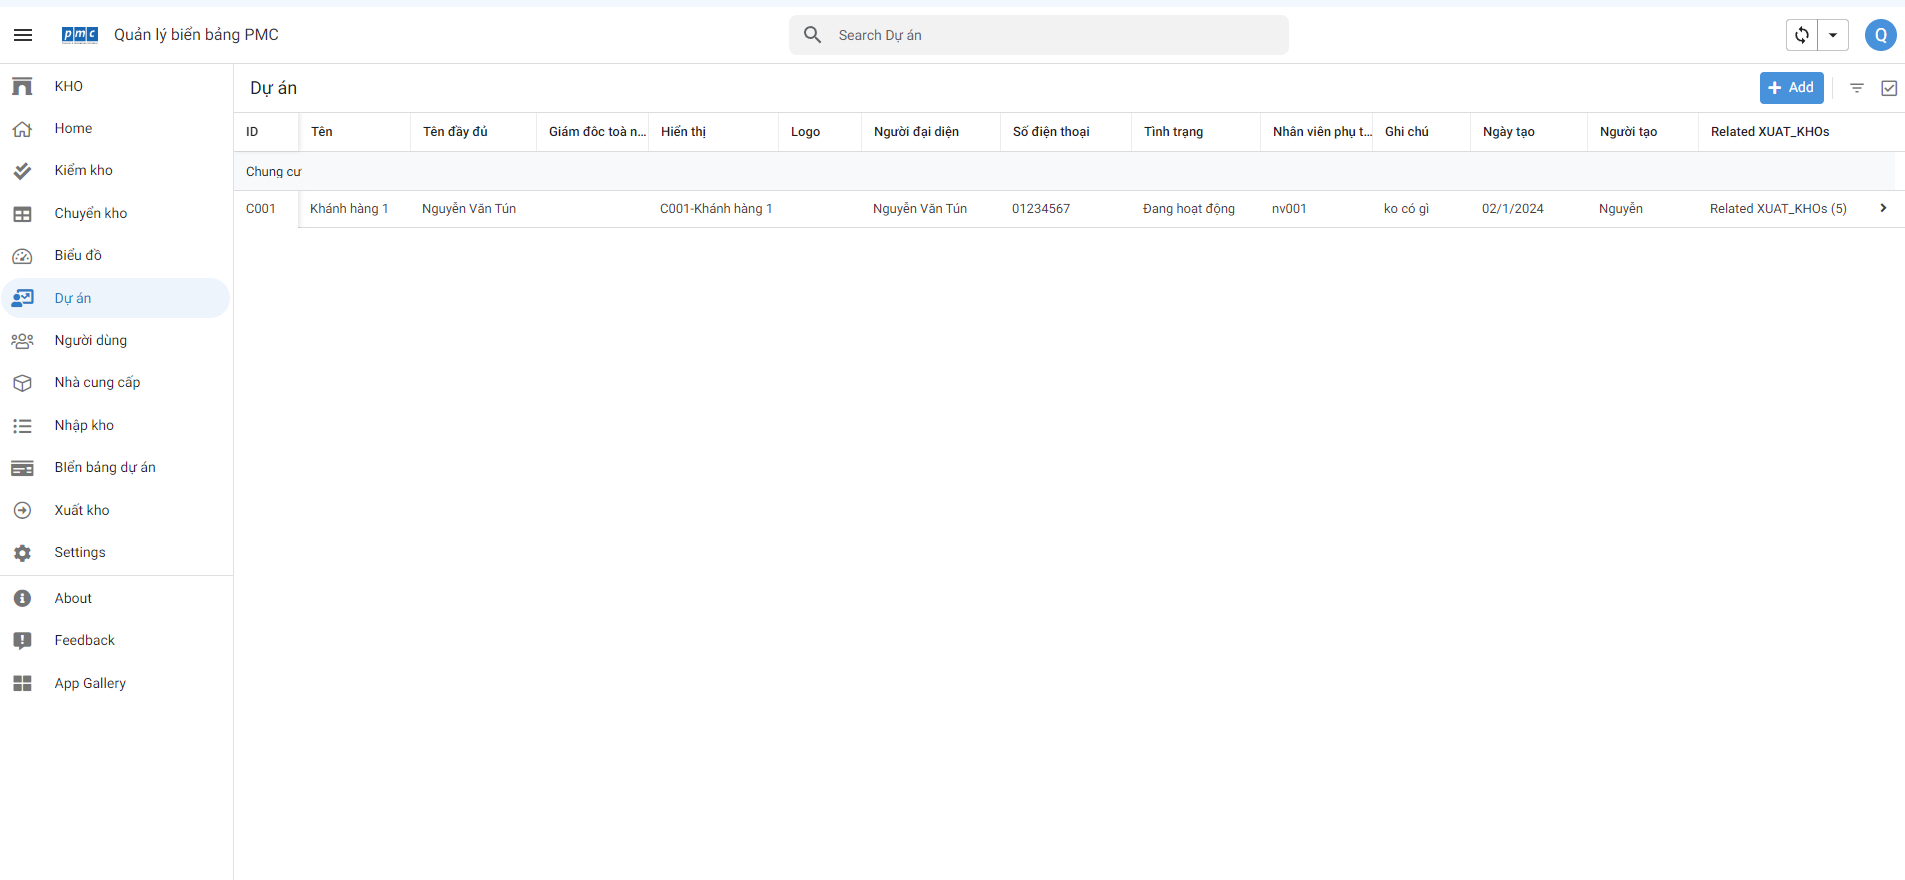 pmc Quản lý biển bảng PMC
Search Dự án
Q
KHO
Home
Kiểm kho
Chuyển kho
Biểu đồ
Dự án
Người dùng
Nhà cung cấp
Nhập kho
BIển bảng dự án
Xuất kho
Settings
About
Feedback
App Gallery
Dự án
Add
ID Tên Tên đầy đủ Giám đôc toà n... Hiển thị Logo Người đại diện Số điện thoại Tình trạng Nhân viên phụ t... Ghi chú Ngày tạo Người tạo Related XUAT_KHOs
Chung cư
C001 Khánh hàng 1 Nguyễn Văn Tún C001-Khánh hàng 1 Nguyễn Văn Tún 01234567 Đang hoạt động nv001 ko có gì 02/1/2024 Nguyễn Related XUAT_KHOs (5)